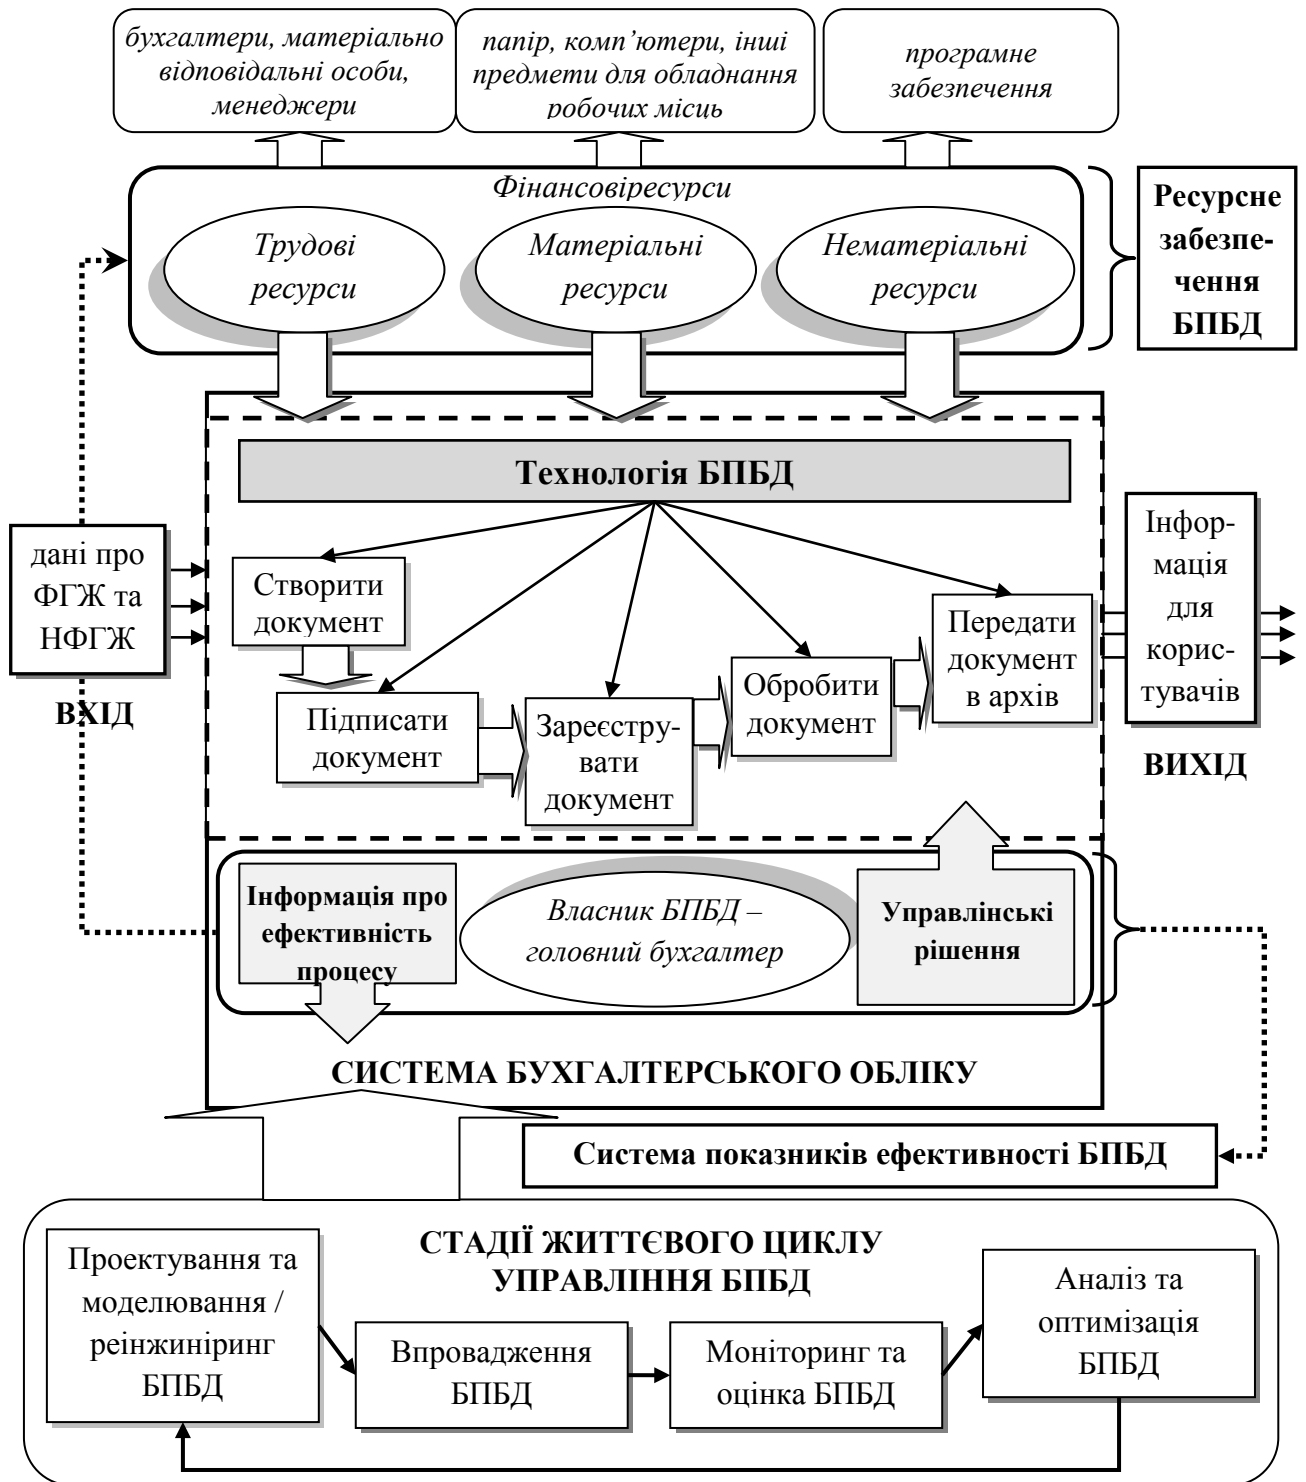 бухгалтери, матеріально
відповідальні особи,
менеджери
папір, комп’ютери, інші
предмети для обладнання
робочих місць
програмне
забезпечення
Фінансовіресурси
Трудові
ресурси
Матеріальні
ресурси
Нематеріальні
ресурси
Ресурсне
забезпе-
чення
БПБД
Технологія БПБД
дані про
ФГЖ та
НФГЖ
ВХІД
Створити
документ
Підписати
документ
Зареєстру-
вати
документ
Обробити
документ
Передати
документ
в архів
Інфор-
мація
для
корис-
тувачів
ВИХІД
Інформація про
ефективність
процесу
Власник БПБД –
головний бухгалтер
Управлінські
рішення
СИСТЕМА БУХГАЛТЕРСЬКОГО ОБЛІКУ
Система показників ефективності БПБД
СТАДІЇ ЖИТТЄВОГО ЦИКЛУ
УПРАВЛІННЯ БПБД
Проектування та
моделювання /
реінжиніринг
БПБД
Впровадження
БПБД
Моніторинг та
оцінка БПБД
Аналіз та
оптимізація
БПБД